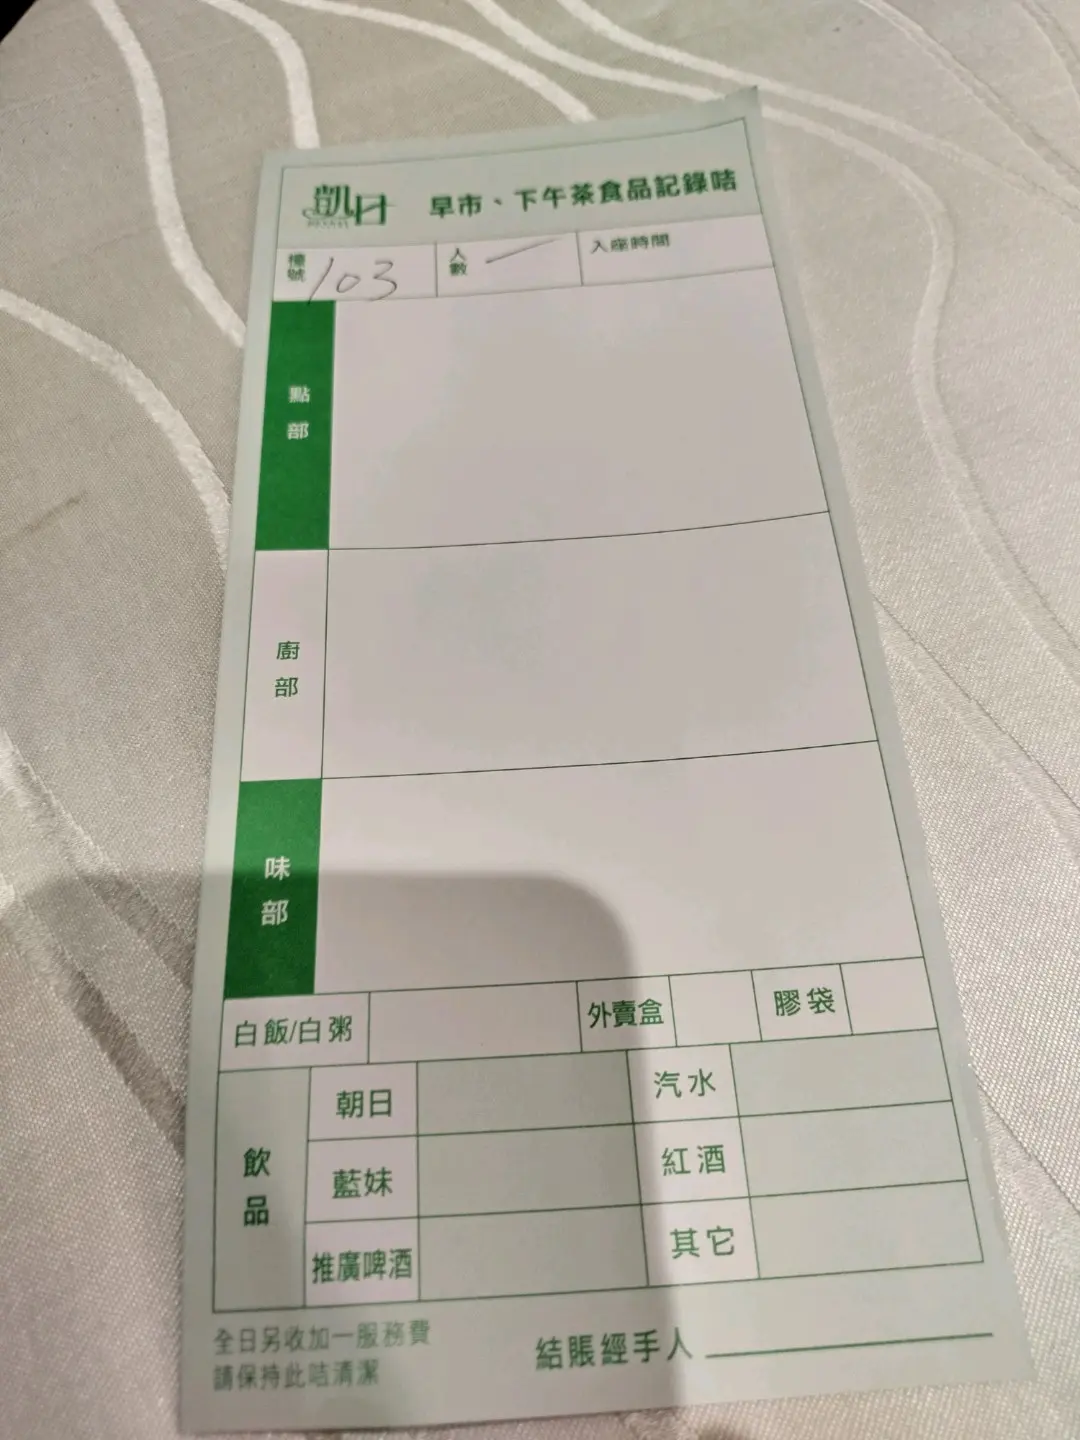 凱日 早市、下午茶食品記錄咭
檯號 103 人數 一 入座時間
點部
廚部
味部
白飯/白粥 外賣盒 膠袋
飲品
朝日 汽水
藍妹 紅酒
推廣啤酒 其它
全日另收加一服務費
請保持此咭清潔
結賬經手人